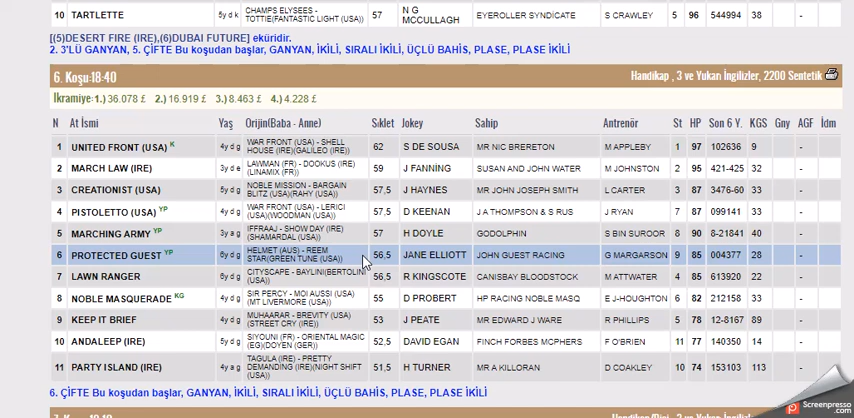 10 TARTLETTE 5y d k CHAMPS ELYSEES - TOTTIE(FANTASTIC LIGHT (USA)) 57 N G MCCULLAGH EYEROLLER SYNDICATE S CRAWLEY 5 96 544994 38
[(5)DESERT FIRE (IRE),(6)DUBAI FUTURE] eküridir.
2. 3'LÜ GANYAN, 5. ÇİFTE Bu koşudan başlar, GANYAN, İKİLİ, SIRALI İKİLİ, ÜÇLÜ BAHİS, PLASE, PLASE İKİLİ
6. Koşu:18:40 Handikap , 3 ve Yukarı İngilizler, 2200 Sentetik
İkramiye:1.) 36.078 £ 2.) 16.919 £ 3.) 8.463 £ 4.) 4.228 £
N At İsmi Yaş Orijin(Baba - Anne) Sıklet Jokey Sahip Antrenör St HP Son 6 Y. KGS Gny AGF İdm
1 UNITED FRONT (USA) K 4y d g WAR FRONT (USA) - SHELL HOUSE (IRE)(GALILEO (IRE)) 62 S DE SOUSA MR NIC BRERETON M APPLEBY 1 97 102636 9 -
2 MARCH LAW (IRE) 3y d e LAWMAN (FR) - DOOKUS (IRE)(LINAMIX (FR)) 59 J FANNING SUSAN AND JOHN WATER M JOHNSTON 2 95 421-425 32 -
3 CREATIONIST (USA) 5y d g NOBLE MISSION - BARGAIN BLITZ (USA)(RAHY (USA)) 57,5 J HAYNES MR JOHN JOSEPH SMITH L CARTER 3 87 3476-60 33 -
4 PISTOLETTO (USA) YP 4y d g WAR FRONT (USA) - LERICI (USA)(WOODMAN (USA)) 57,5 D KEENAN J A THOMPSON & S RUS J RYAN 7 87 099141 33 -
5 MARCHING ARMY YP 3y a g IFFRAAJ - SHOW DAY (IRE)(SHAMARDAL (USA)) 57 H DOYLE GODOLPHIN S BIN SUROOR 8 90 8-21841 40 -
6 PROTECTED GUEST YP 6y d g HELMET (AUS) - REEM STAR(GREEN TUNE (USA)) 56,5 JANE ELLIOTT JOHN GUEST RACING G MARGARSON 9 85 004377 28 -
7 LAWN RANGER 6y d g CITYSCAPE - BAYLINI(BERTOLINI (USA)) 56,5 R KINGSCOTE CANISBAY BLOODSTOCK M ATTWATER 4 85 613920 22 -
8 NOBLE MASQUERADE KG 4y d g SIR PERCY - MOI AUSSI (USA)(MT LIVERMORE (USA)) 55 D PROBERT HP RACING NOBLE MASQ E J-HOUGHTON 6 82 212158 33 -
9 KEEP IT BRIEF 4y d g MUHAARAR - BREVITY (USA)(STREET CRY (IRE)) 53 J PEATE MR EDWARD J WARE R PHILLIPS 5 78 12-8167 89 -
10 ANDALEEP (IRE) 5y d g SIYOUNI (FR) - ORIENTAL MAGIC (EG)(DOYEN (GER)) 52,5 DAVID EGAN FINCH FORBES MCPHERS F O'BRIEN 11 77 140350 14 -
11 PARTY ISLAND (IRE) 4y a g TAGULA (IRE) - PRETTY DEMANDING (IRE)(NIGHT SHIFT (USA)) 51,5 H TURNER MR A KILLORAN D COAKLEY 10 74 153103 113 -
6. ÇİFTE Bu koşudan başlar, GANYAN, İKİLİ, SIRALI İKİLİ, ÜÇLÜ BAHİS, PLASE, PLASE İKİLİ
Screenpresso